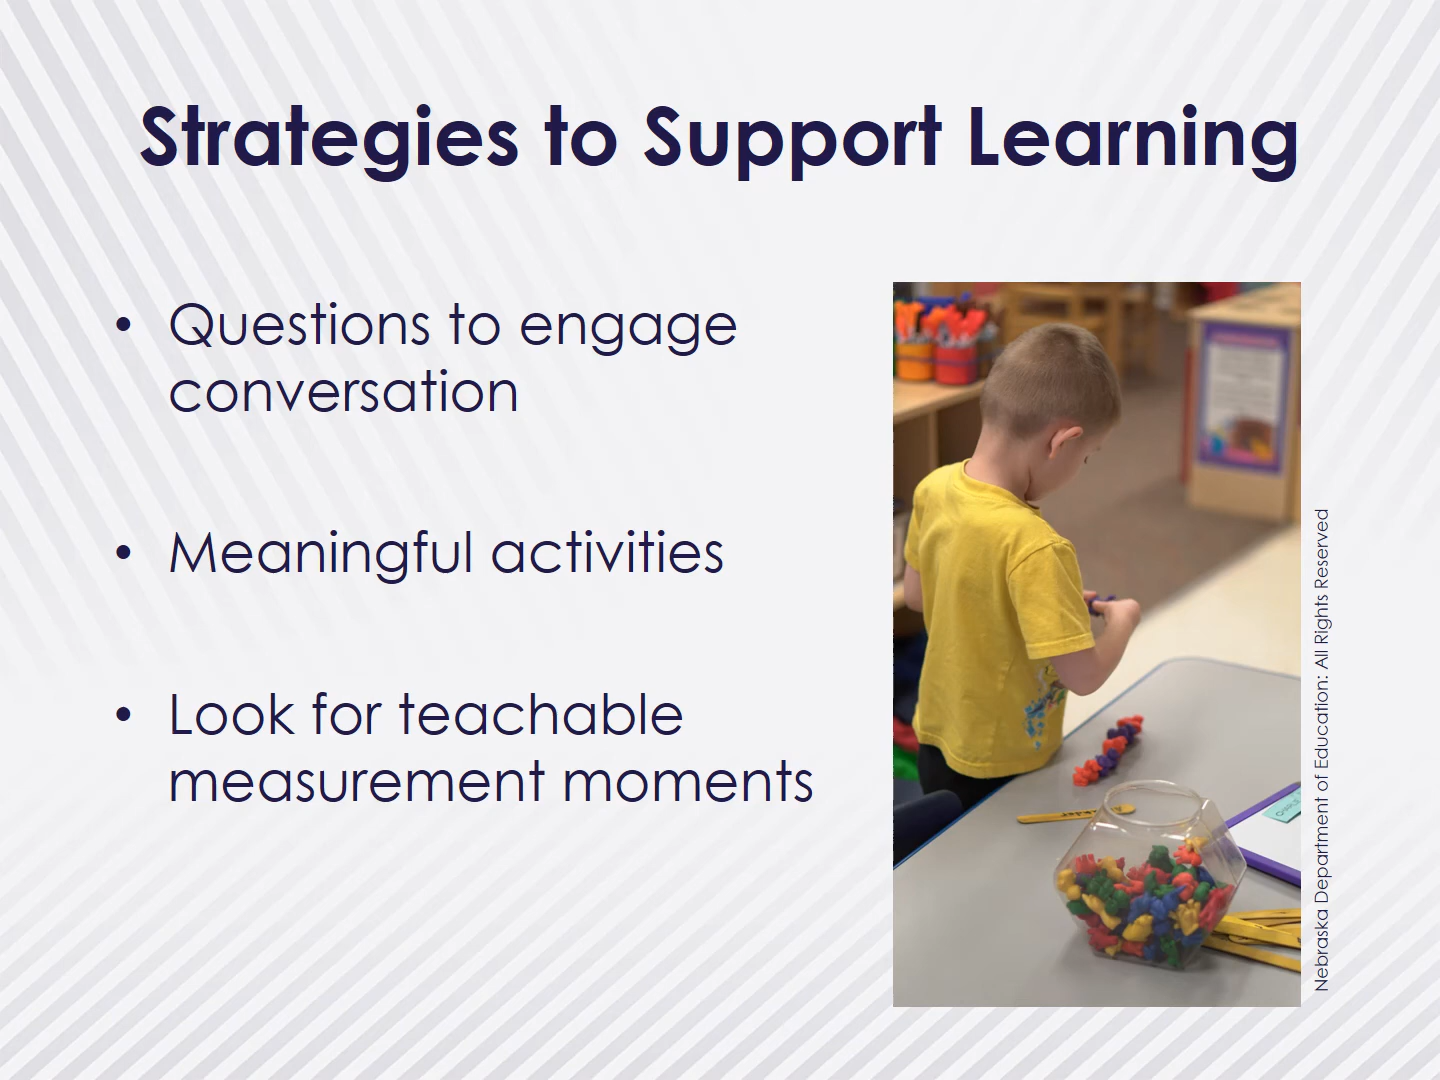 Strategies to Support Learning
• Questions to engage
conversation
• Meaningful activities
• Look for teachable
measurement moments
Nebraska Department of Education: All Rights Reserved